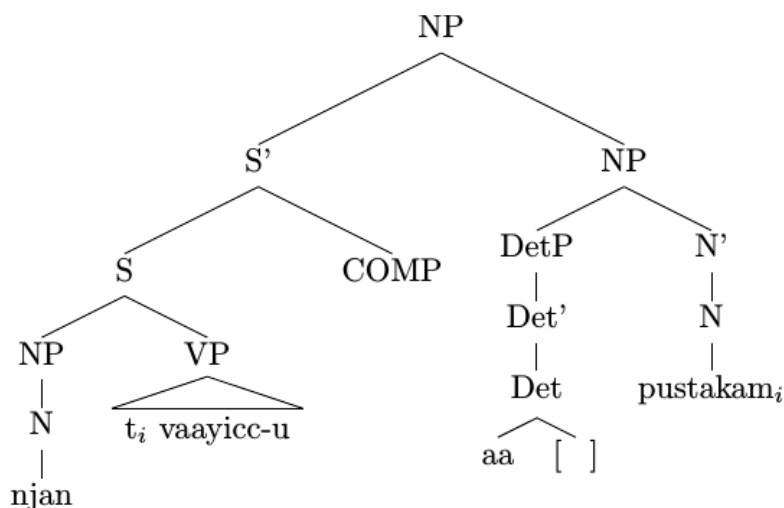 NP
S’ NP
S COMP DetP N’
NP VP Det’ N
N t_i vaayicc-u Det pustakam_i
njan aa [ ]